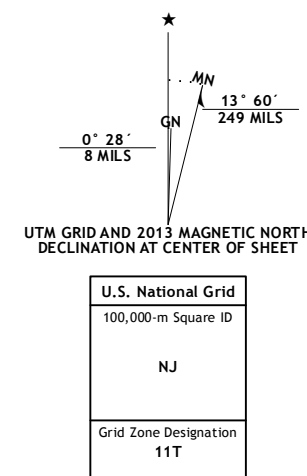 ★
MN
GN
13° 60´
249 MILS
0° 28´
8 MILS
UTM GRID AND 2013 MAGNETIC NORTH
DECLINATION AT CENTER OF SHEET
U.S. National Grid
100,000-m Square ID
NJ
Grid Zone Designation
11T